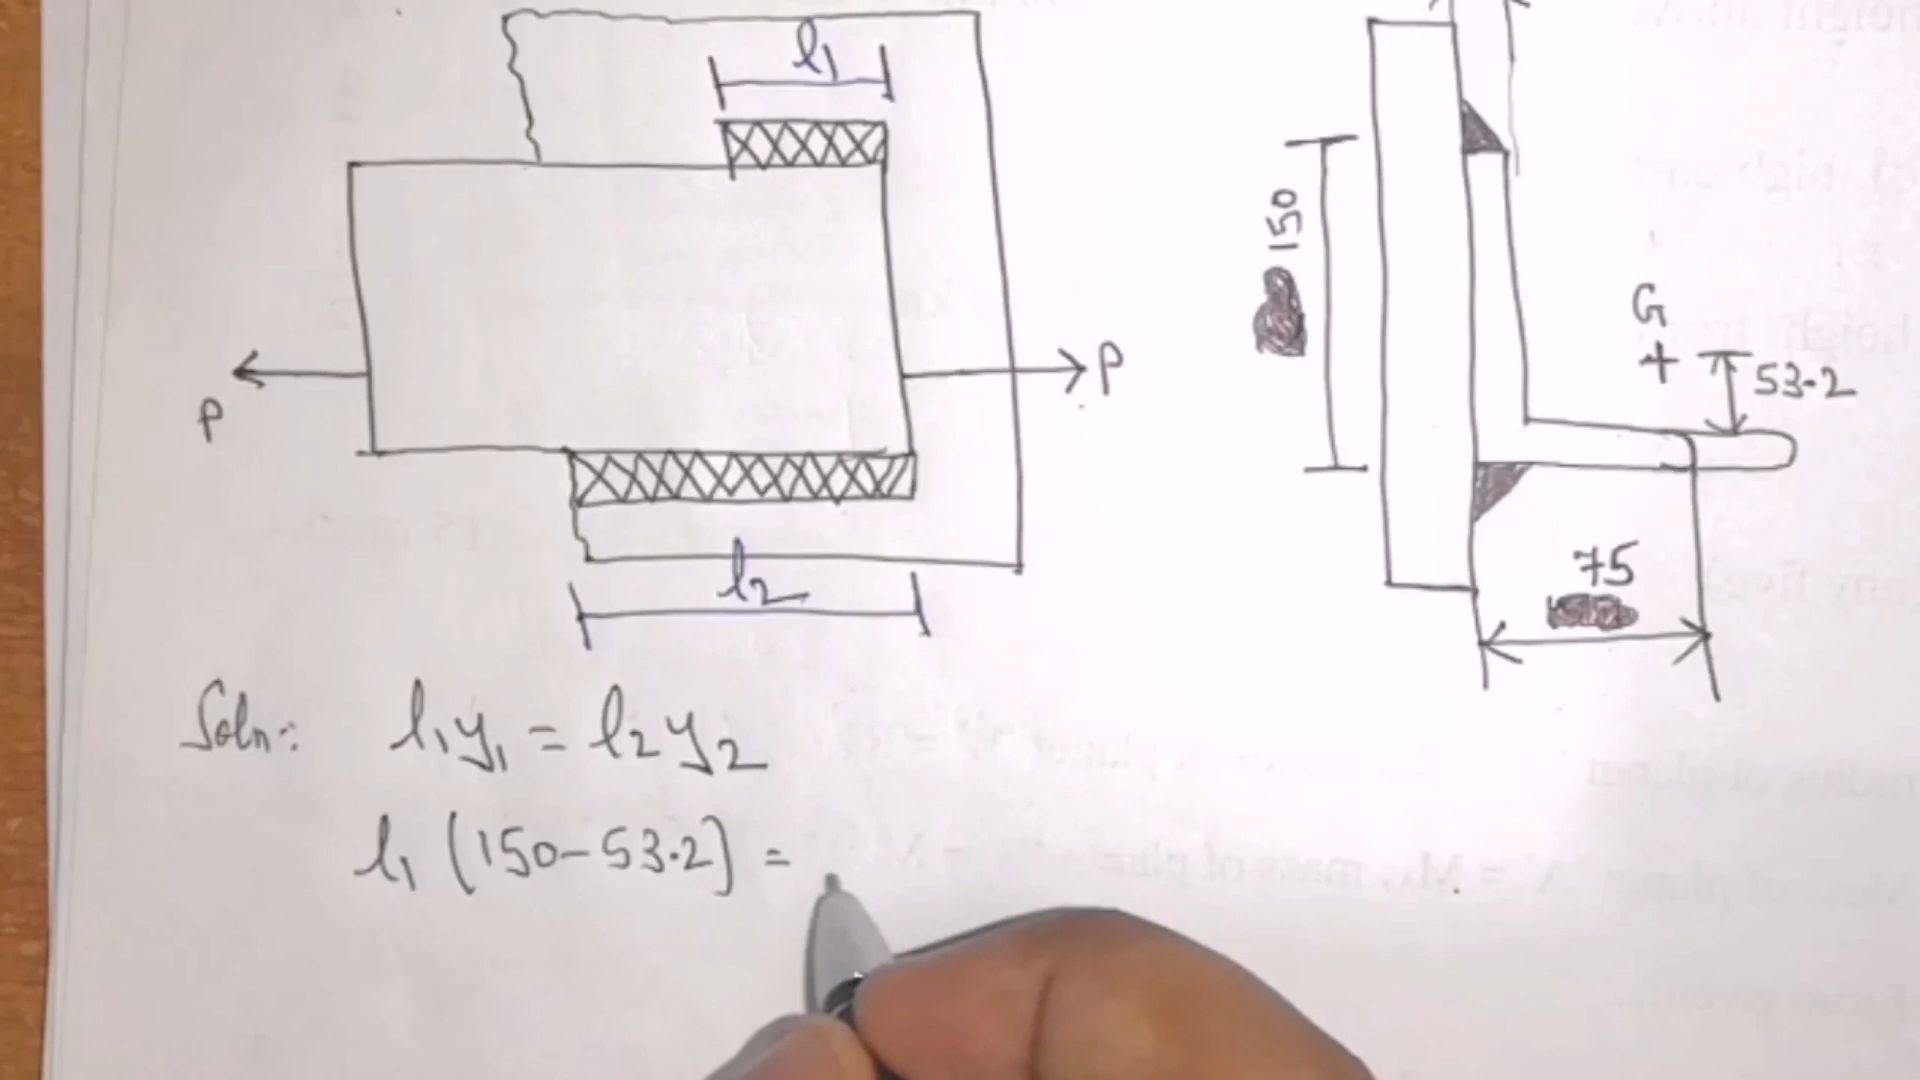 l1
P
P
l2
150
G
53.2
75
Soln: l1y1 = l2y2
l1 (150-53.2) =